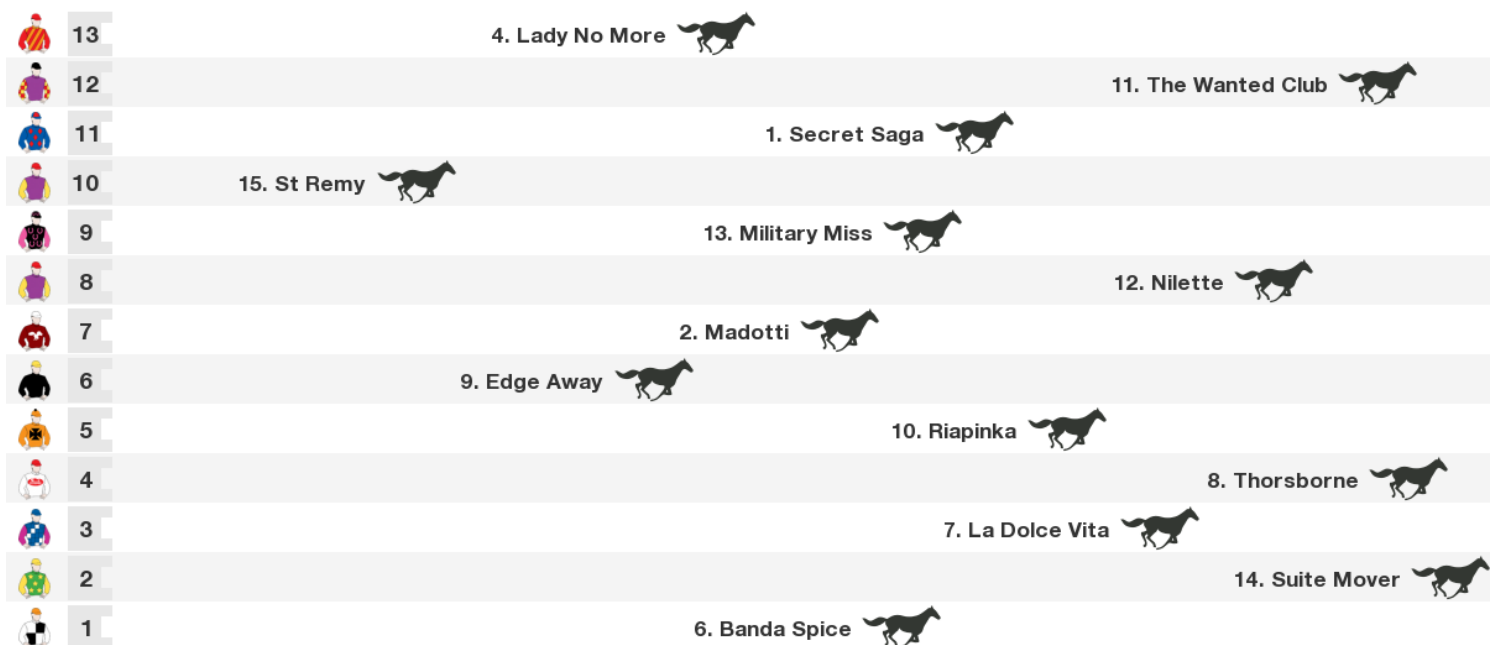 13 4. Lady No More
12 11. The Wanted Club
11 1. Secret Saga
10 15. St Remy
9 13. Military Miss
8 12. Nilette
7 2. Madotti
6 9. Edge Away
5 10. Riapinka
4 8. Thorsborne
3 7. La Dolce Vita
2 14. Suite Mover
1 6. Banda Spice